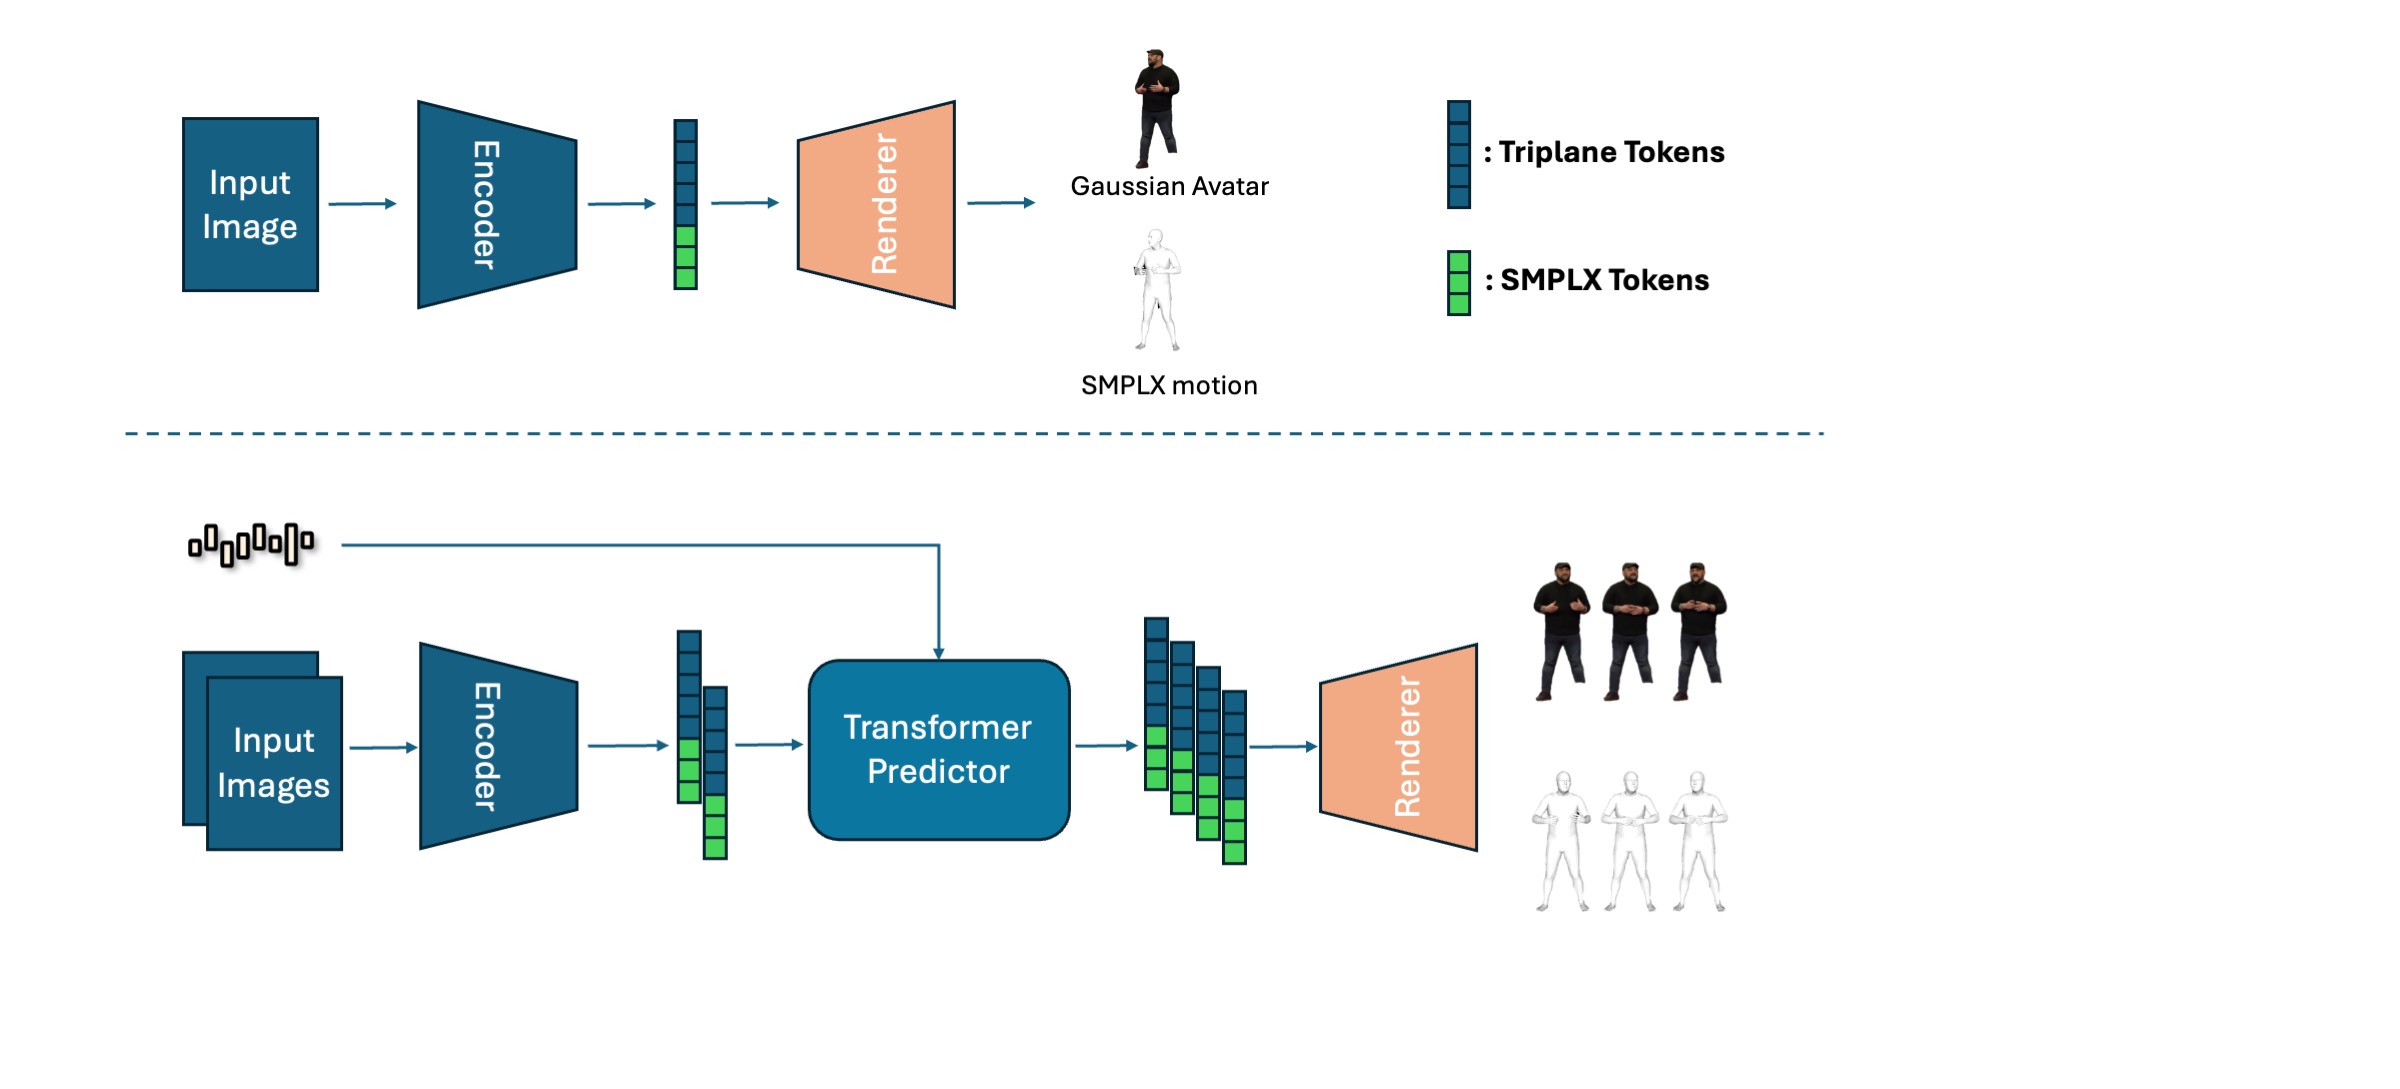 Input
Image
Encoder
Renderer
Gaussian Avatar
SMPLX motion
: Triplane Tokens
: SMPLX Tokens
Input
Images
Encoder
Transformer
Predictor
Renderer